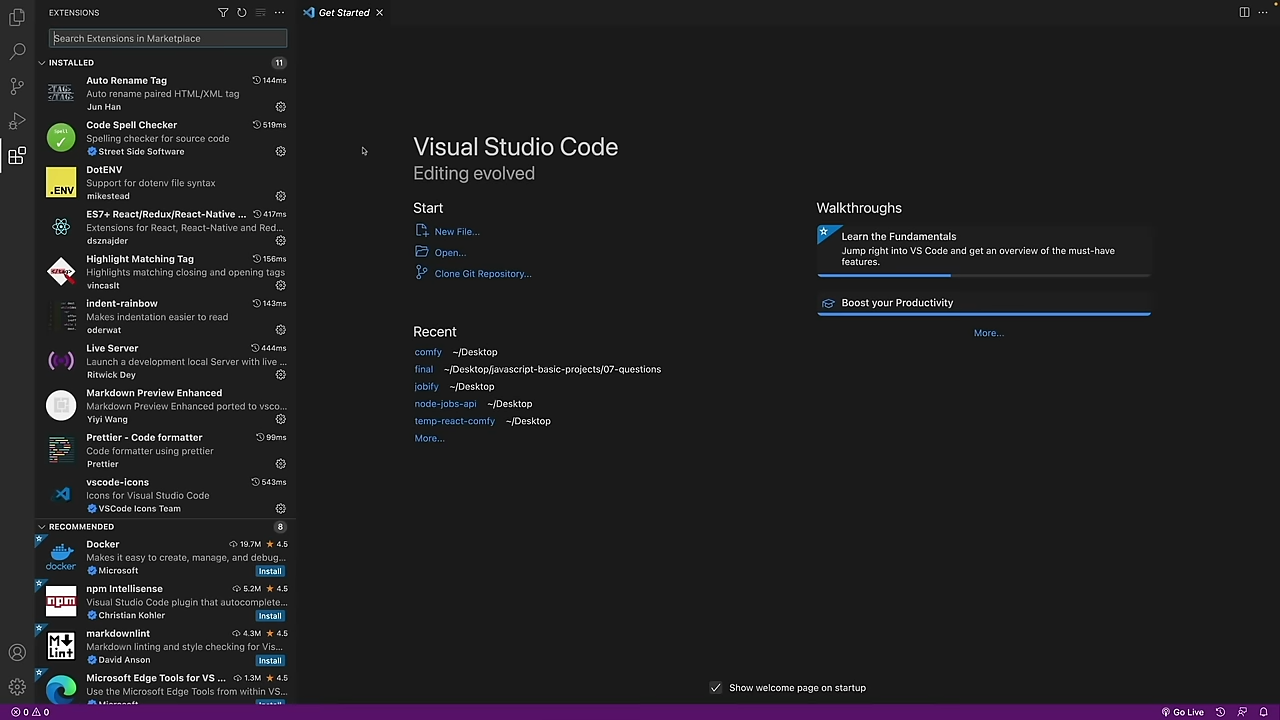 EXTENSIONS
Search Extensions in Marketplace
INSTALLED 11
Auto Rename Tag 144ms
Auto rename paired HTML/XML tag
Jun Han
Spell
Code Spell Checker 519ms
Spelling checker for source code
Street Side Software
.ENV
DotENV
Support for dotenv file syntax
mikestead
ES7+ React/Redux/React-Native ... 417ms
Extensions for React, React-Native and Red...
dsznajder
Highlight Matching Tag 156ms
Highlights matching closing and opening tags
vincaslt
indent-rainbow 143ms
Makes indentation easier to read
oderwat
Live Server 444ms
Launch a development local Server with live ...
Ritwick Dey
Markdown Preview Enhanced
Markdown Preview Enhanced ported to vsco...
Yiyi Wang
Prettier - Code formatter 99ms
Code formatter using prettier
Prettier
vscode-icons 543ms
Icons for Visual Studio Code
VSCode Icons Team
RECOMMENDED 8
Docker 19.7M ★ 4.5
Makes it easy to create, manage, and debug...
docker
Microsoft Install
npm Intellisense 5.2M ★ 4.5
npm
Visual Studio Code plugin that autocomplete...
Christian Kohler Install
markdownlint 4.3M ★ 4.5
M
Lint
Markdown linting and style checking for Vis...
David Anson Install
Microsoft Edge Tools for VS ... 1.3M ★ 4.5
Use the Microsoft Edge Tools from within VS...
Microsoft Install
Get Started
Visual Studio Code
Editing evolved
Start
New File...
Open...
Clone Git Repository...
Recent
comfy ~/Desktop
final ~/Desktop/javascript-basic-projects/07-questions
jobify ~/Desktop
node-jobs-api ~/Desktop
temp-react-comfy ~/Desktop
More...
Walkthroughs
Learn the Fundamentals
Jump right into VS Code and get an overview of the must-have
features.
Boost your Productivity
More...
Show welcome page on startup
0 0
Go Live